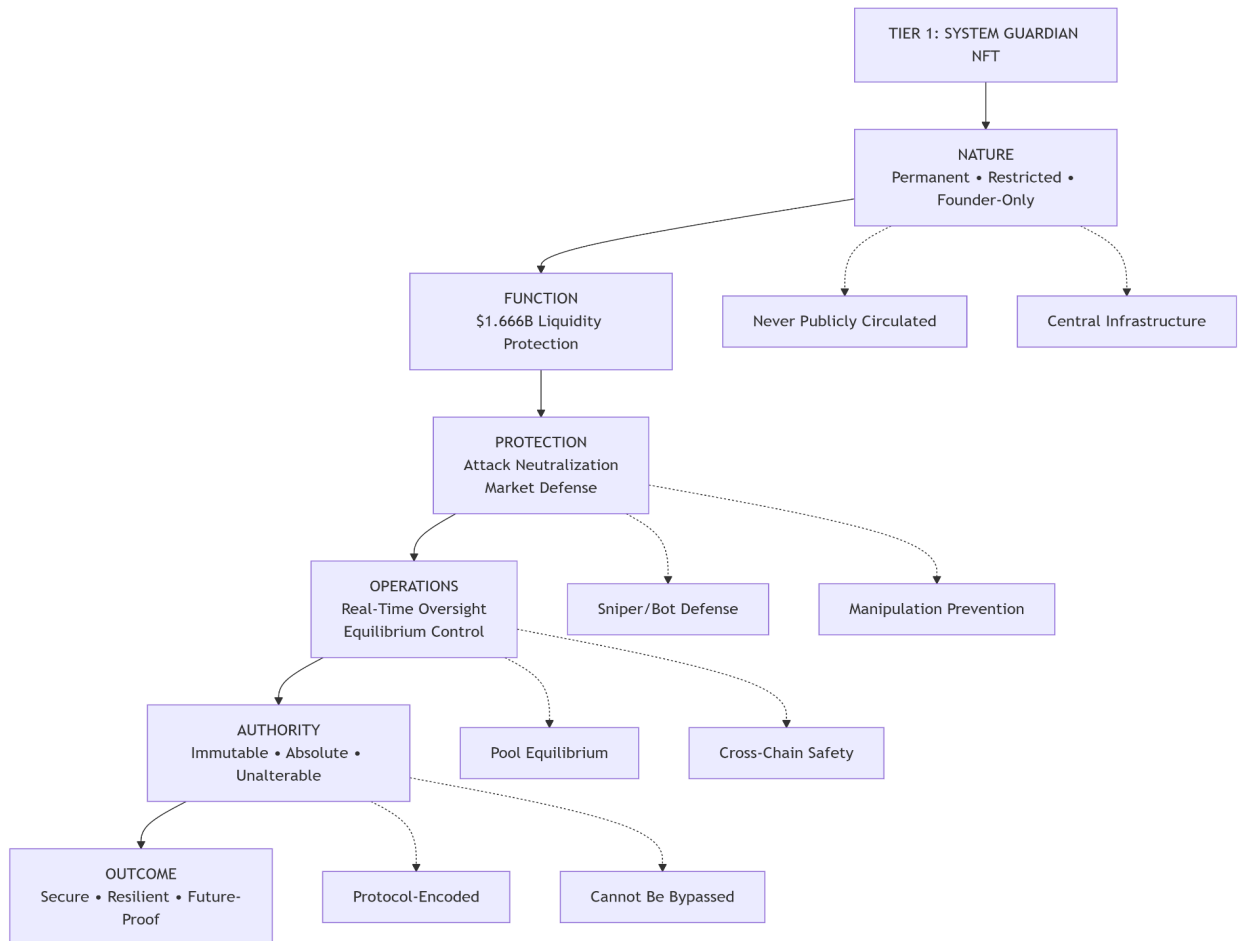 TIER 1: SYSTEM GUARDIAN
NFT
NATURE
Permanent • Restricted •
Founder-Only
FUNCTION
$1.666B Liquidity
Protection
Never Publicly Circulated
Central Infrastructure
PROTECTION
Attack Neutralization
Market Defense
OPERATIONS
Real-Time Oversight
Equilibrium Control
Sniper/Bot Defense
Manipulation Prevention
AUTHORITY
Immutable • Absolute •
Unalterable
Pool Equilibrium
Cross-Chain Safety
OUTCOME
Secure • Resilient • Future-
Proof
Protocol-Encoded
Cannot Be Bypassed